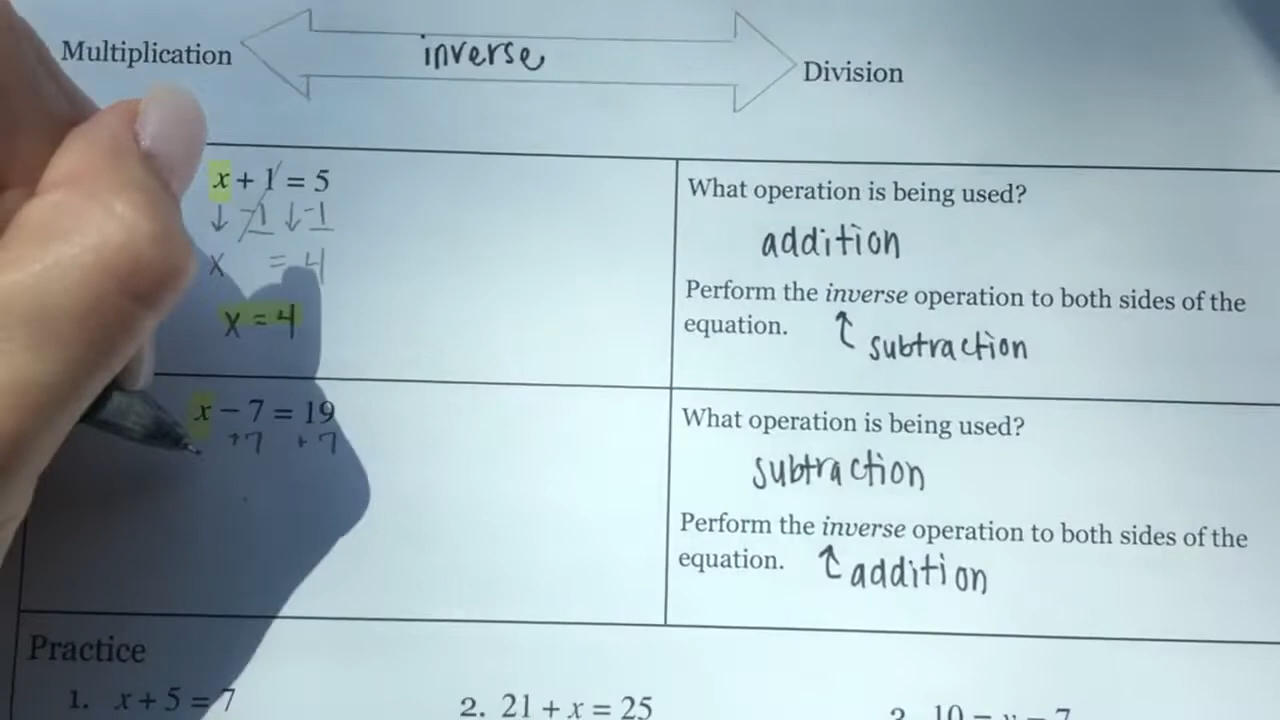 Multiplication
inverse
Division
x + 1 = 5
↓ -1 ↓ -1
x = 4
x = 4
What operation is being used?
addition
Perform the inverse operation to both sides of the
equation. ↑ subtraction
x − 7 = 19
+7 +7
What operation is being used?
subtraction
Perform the inverse operation to both sides of the
equation. ↑ addition
Practice
1. x + 5 = 7
2. 21 + x = 25